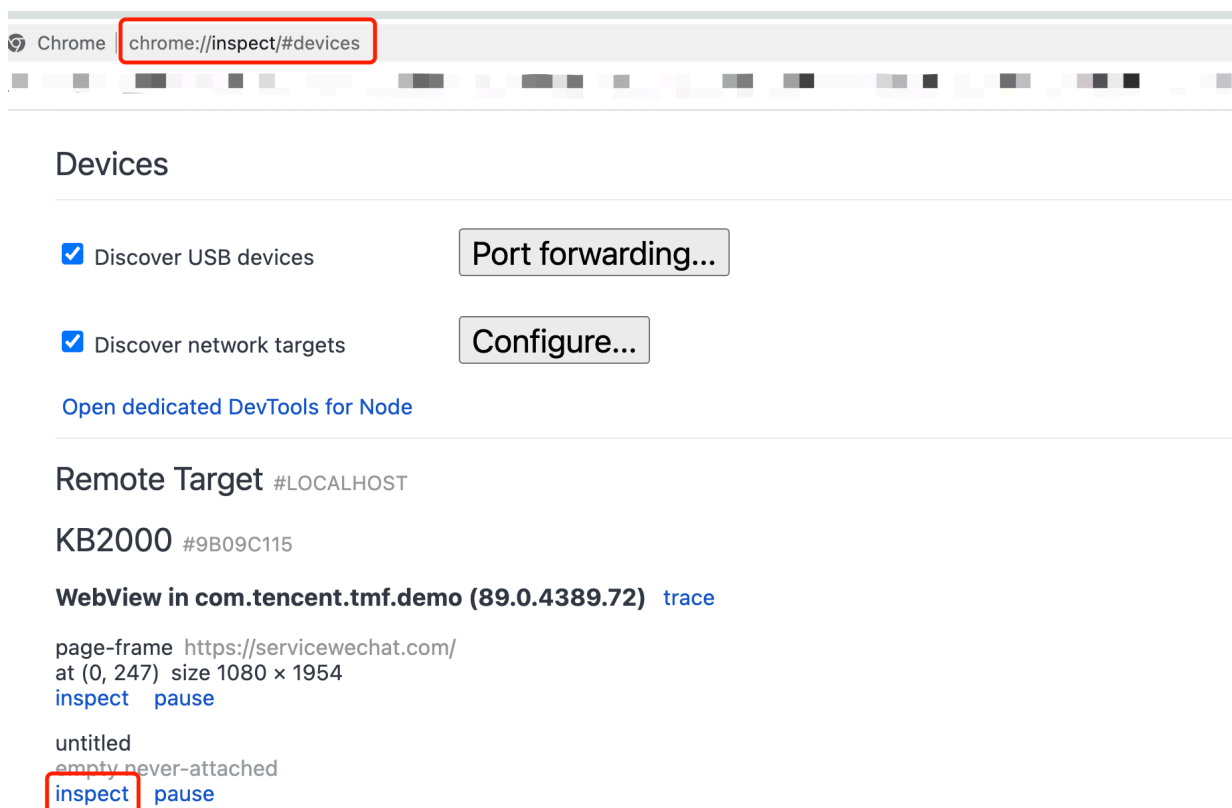 Chrome | chrome://inspect/#devices
Devices
Discover USB devices Port forwarding...
Discover network targets Configure...
Open dedicated DevTools for Node
Remote Target #LOCALHOST
KB2000 #9B09C115
WebView in com.tencent.tmf.demo (89.0.4389.72) trace
page-frame https://servicewechat.com/
at (0, 247) size 1080 × 1954
inspect pause
untitled
empty never-attached
inspect pause